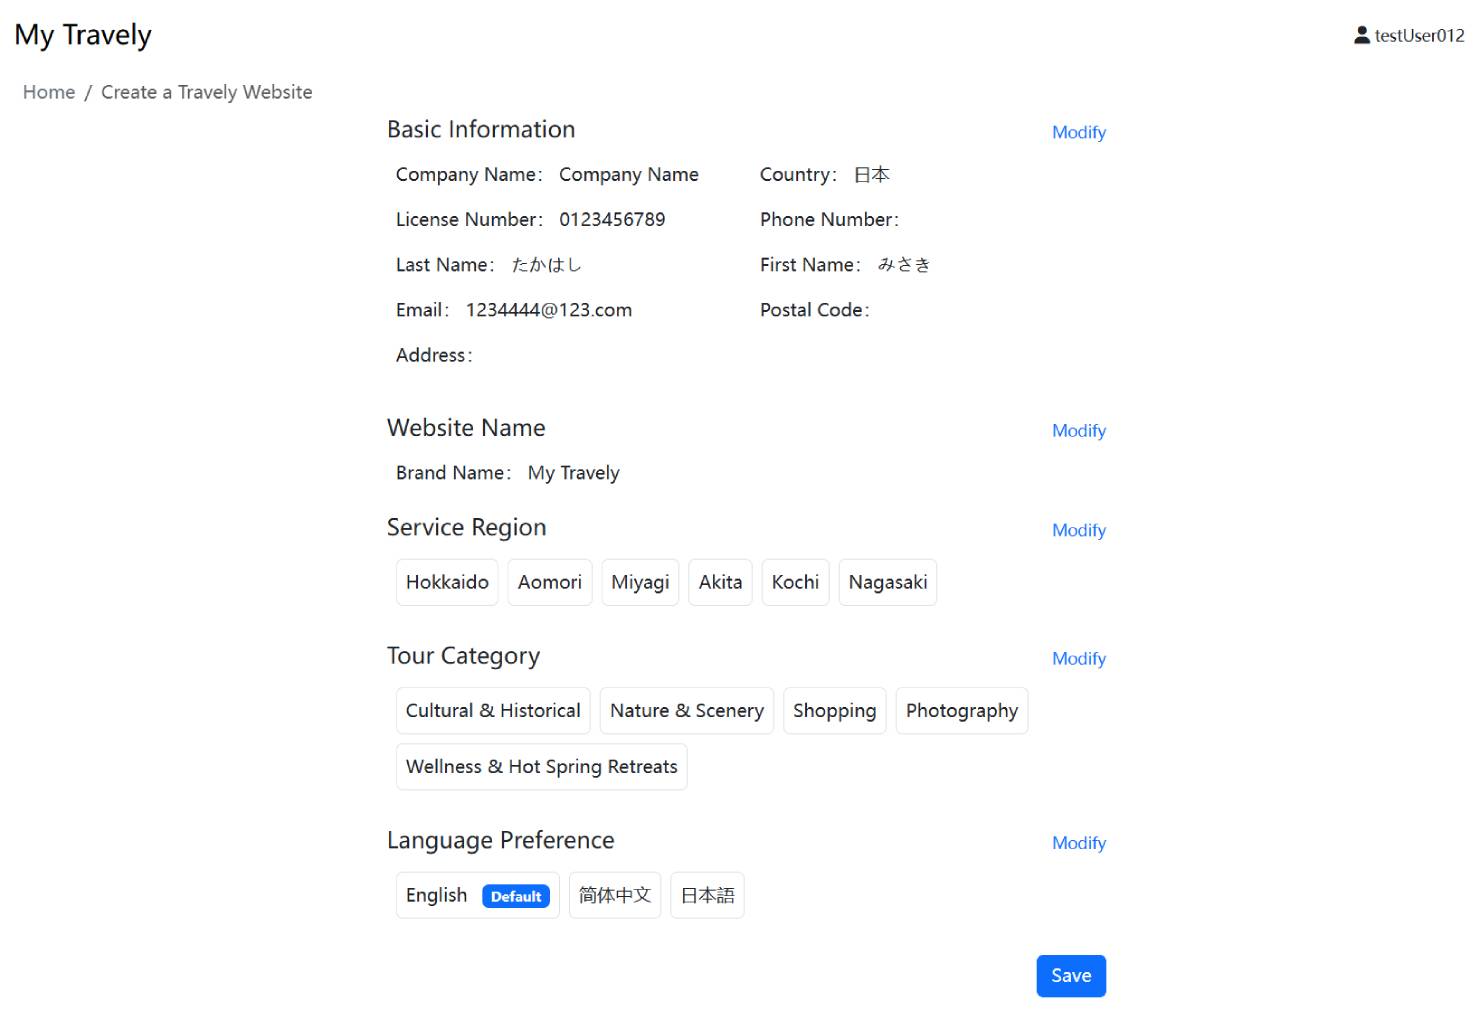 My Travely
testUser012
Home / Create a Travely Website
Basic Information
Modify
Company Name: Company Name
Country: 日本
License Number: 0123456789
Phone Number:
Last Name: たかはし
First Name: みさき
Email: 1234444@123.com
Postal Code:
Address:
Website Name
Modify
Brand Name: My Travely
Service Region
Modify
Hokkaido Aomori Miyagi Akita Kochi Nagasaki
Tour Category
Modify
Cultural & Historical Nature & Scenery Shopping Photography
Wellness & Hot Spring Retreats
Language Preference
Modify
English Default 简体中文 日本語
Save